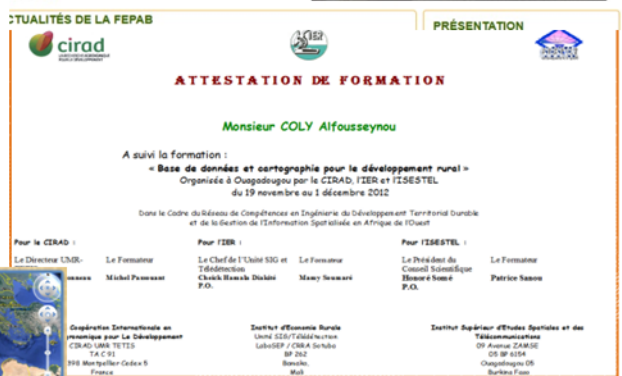 CTUALITÉS DE LA FEPAB
PRÉSENTATION
cirad
IER
ATTESTATION DE FORMATION
Monsieur COLY Alfousseynou
A suivi la formation :
« Base de données et cartographie pour le développement rural »
Organisée à Ouagadougou par le CIRAD, l'IER et l'ISESTEL
du 19 novembre au 1 décembre 2012
Dans le Cadre du Réseau de Compétences en Ingénierie du Développement Territorial Durable
et de la Gestion de l'Information Spatialisée en Afrique de l'Ouest
Pour le CIRAD :
Le Directeur UMR-
Le Formateur
Michel Passouant
Pour l'IER :
Le Chef de l'Unité SIG et
Télédétection
Cheick Hamala Diakité
P.O.
Le Formateur
Mamy Soumaré
Pour l'ISESTEL :
Le Président du
Conseil Scientifique
Honoré Somé
P.O.
Le Formateur
Patrice Sanou
Coopération Internationale en
gronomique pour Le Développement
CIRAD UMR TETIS
TA C 91
398 Montpellier Cedex 5
France
Institut d'Economie Rurale
Unité SIG/Télédétection
LaboSEP / CRRA Sotuba
BP 262
Bamako,
Mali
Institut Supérieur d'Etudes Spatiales et des
Télécommunications
09 Avenue ZAMSE
05 BP 6154
Ouagadougou 05
Burkina Faso